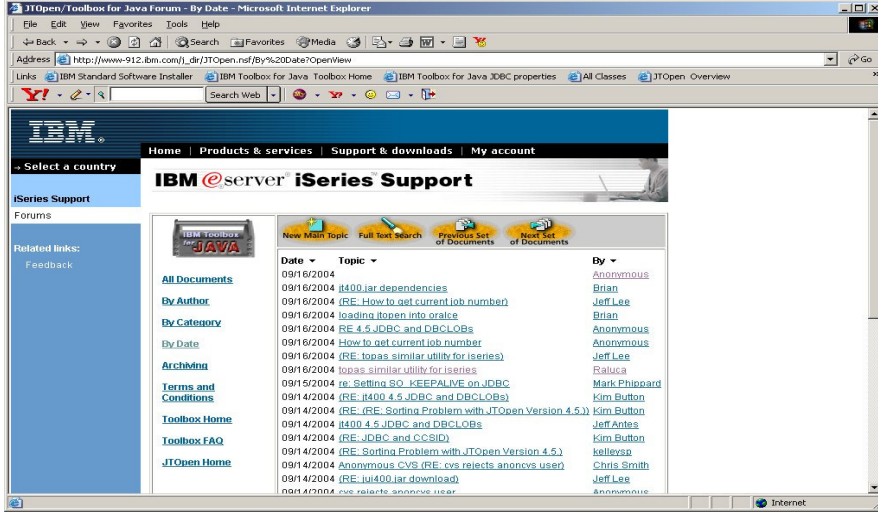 JTOpen/Toolbox for Java Forum - By Date - Microsoft Internet Explorer
File Edit View Favorites Tools Help
Back Search Favorites Media
Address http://www-912.ibm.com/j_dir/JTOpen.nsf/By%20Date?OpenView Go
Links IBM Standard Software Installer IBM Toolbox for Java Toolbox Home IBM Toolbox for Java JDBC properties All Classes JTOpen Overview
Y! Search Web
IBM
Home | Products & services | Support & downloads | My account
Select a country
IBM @server iSeries Support
iSeries Support
Forums
Related links:
Feedback
IBM Toolbox
for JAVA
All Documents
By Author
By Category
By Date
Archiving
Terms and
Conditions
Toolbox Home
Toolbox FAQ
JTOpen Home
New Main Topic Full Text Search Previous Set of Documents Next Set of Documents
Date Topic By
09/16/2004 Anonymous
09/16/2004 jt400.jar dependencies Brian
09/16/2004 (RE: How to get current job number) Jeff Lee
09/16/2004 loading jtopen into oralce Brian
09/16/2004 RE 4.5 JDBC and DBCLOBs Anonymous
09/16/2004 How to get current job number Anonymous
09/16/2004 (RE: topas similar utility for iseries) Jeff Lee
09/16/2004 topas similar utility for iseries Raluca
09/15/2004 re: Setting SO_KEEPALIVE on JDBC Mark Phippard
09/14/2004 (RE: jt400 4.5 JDBC and DBCLOBs) Kim Button
09/14/2004 (RE: (RE: Sorting Problem with JTOpen Version 4.5.)) Kim Button
09/14/2004 jt400 4.5 JDBC and DBCLOBs Jeff Antes
09/14/2004 (RE: JDBC and CCSID) Kim Button
09/14/2004 (RE: Sorting Problem with JTOpen Version 4.5.) kelleysp
09/14/2004 Anonymous CVS (RE: cvs rejects anoncvs user) Chris Smith
09/14/2004 (RE: jui400.jar download) Jeff Lee
09/14/2004 cvs rejects anoncvs user Anonymous
Internet